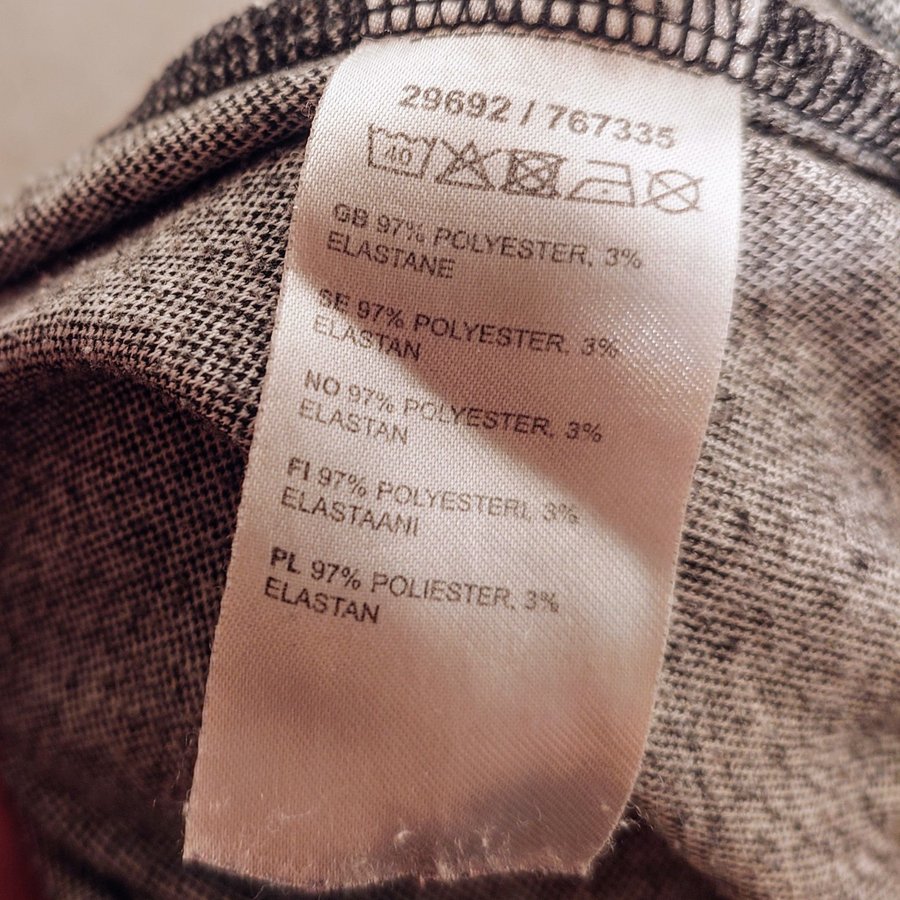 29692 / 767335
40
GB 97% POLYESTER, 3%
ELASTANE
SE 97% POLYESTER, 3%
ELASTAN
NO 97% POLYESTER, 3%
ELASTAN
FI 97% POLYESTERI, 3%
ELASTAANI
PL 97% POLIESTER, 3%
ELASTAN